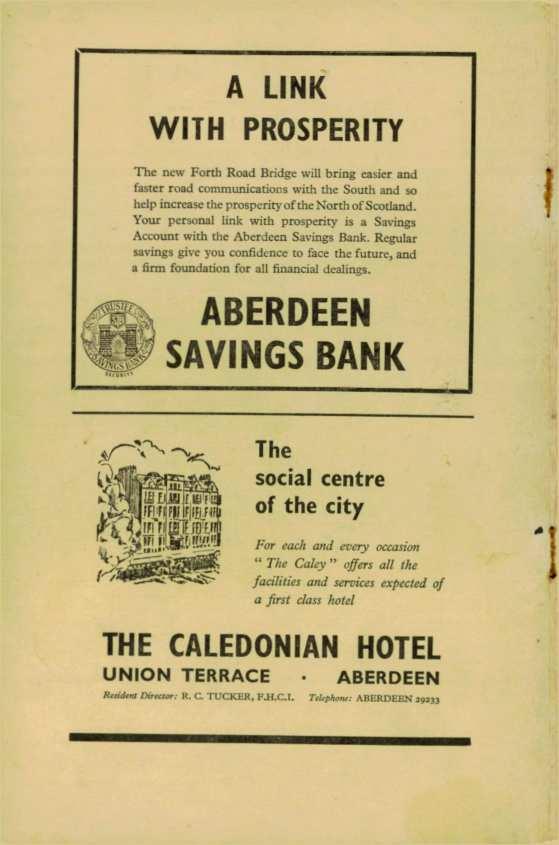 A LINK
WITH PROSPERITY
The new Forth Road Bridge will bring easier and
faster road communications with the South and so
help increase the prosperity of the North of Scotland.
Your personal link with prosperity is a Savings
Account with the Aberdeen Savings Bank. Regular
savings give you confidence to face the future, and
a firm foundation for all financial dealings.
TRUSTEE
SAVINGS BANK
SECURITY
ABERDEEN
SAVINGS BANK
The
social centre
of the city
For each and every occasion
“ The Caley ” offers all the
facilities and services expected of
a first class hotel
THE CALEDONIAN HOTEL
UNION TERRACE · ABERDEEN
Resident Director: R. C. TUCKER, F.H.C.I. Telephone: ABERDEEN 29233